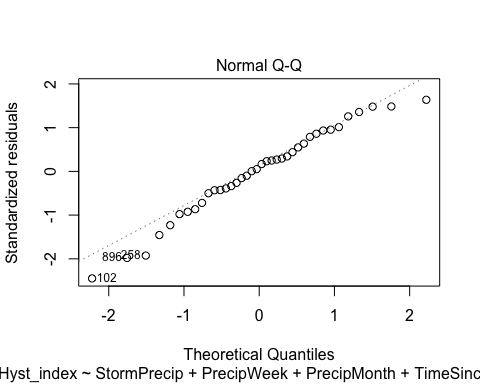 Normal Q-Q
Standardized residuals
2
1
0
-1
-2
896
258
102
-2 -1 0 1 2
Theoretical Quantiles
Hyst_index ~ StormPrecip + PrecipWeek + PrecipMonth + TimeSinc